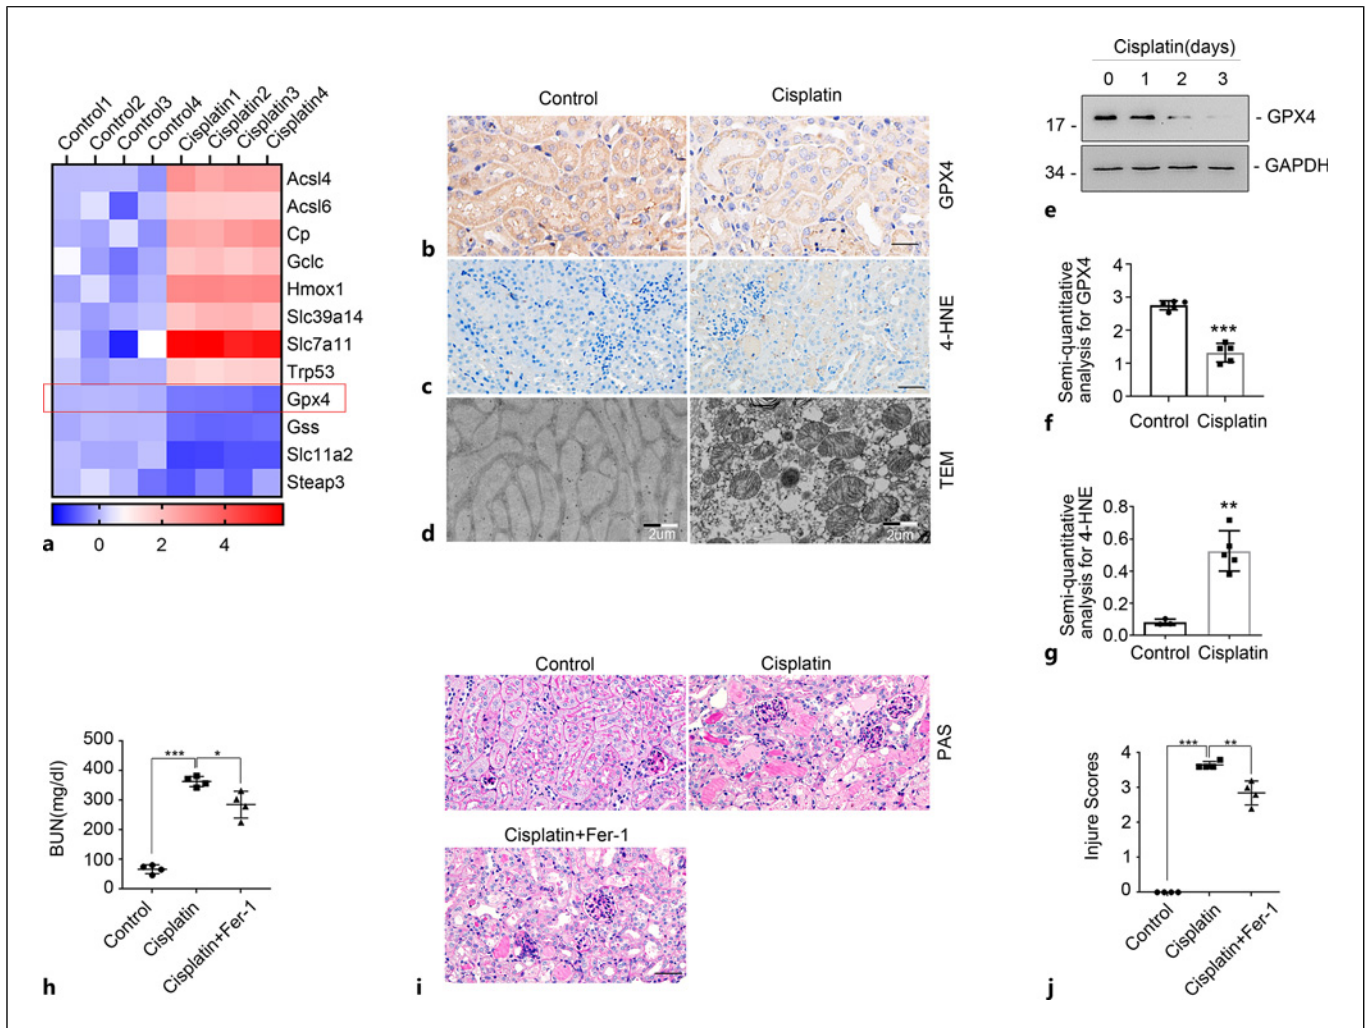 Control1 Control2 Control3 Control4 Cisplatin1 Cisplatin2 Cisplatin3 Cisplatin4
Acsl4
Acsl6
Cp
Gclc
Hmox1
Slc39a14
Slc7a11
Trp53
Gpx4
Gss
Slc11a2
Steap3
0 2 4
a
Control Cisplatin
GPX4
b
4-HNE
c
TEM
2um 2um
d
Cisplatin(days)
0 1 2 3
17 - - GPX4
34 - - GAPDH
e
Semi-quantitative
analysis for GPX4
4
3
2
1
0
***
Control Cisplatin
f
Semi-quantitative
analysis for 4-HNE
0.8
0.6
0.4
0.2
0.0
**
Control Cisplatin
g
BUN(mg/dl)
500
400
300
200
100
0
*** *
Control Cisplatin Cisplatin+Fer-1
h
Control Cisplatin
PAS
Cisplatin+Fer-1
i
Injure Scores
4
3
2
1
0
*** **
Control Cisplatin Cisplatin+Fer-1
j